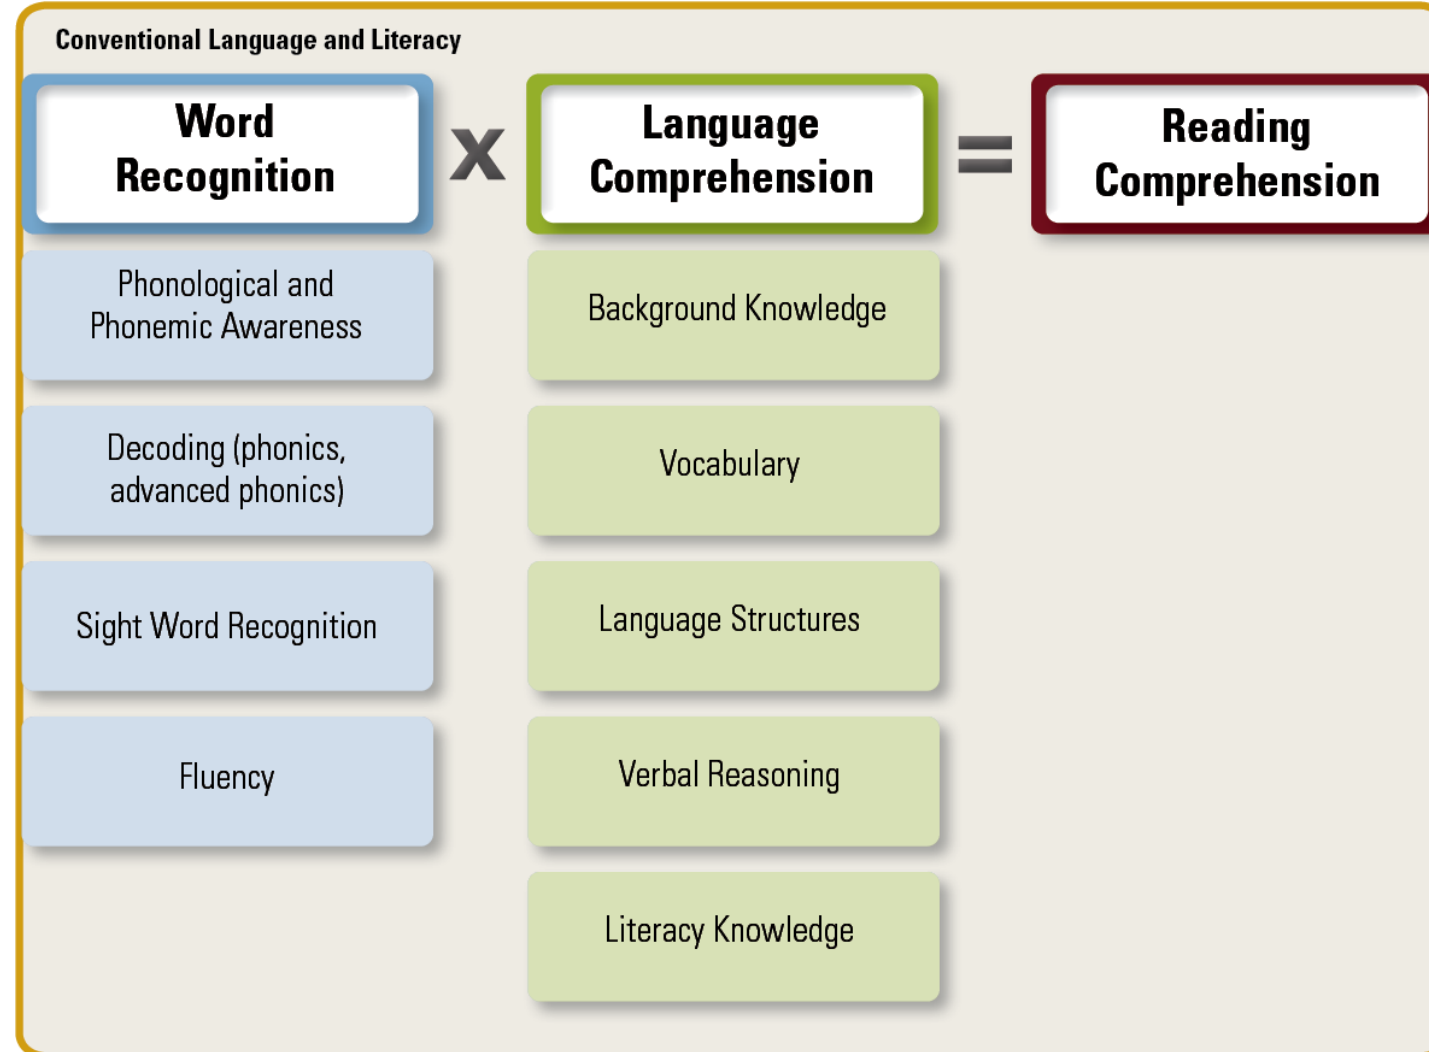 Conventional Language and Literacy
Word
Recognition
x
Language
Comprehension
=
Reading
Comprehension
Phonological and
Phonemic Awareness
Decoding (phonics,
advanced phonics)
Sight Word Recognition
Fluency
Background Knowledge
Vocabulary
Language Structures
Verbal Reasoning
Literacy Knowledge